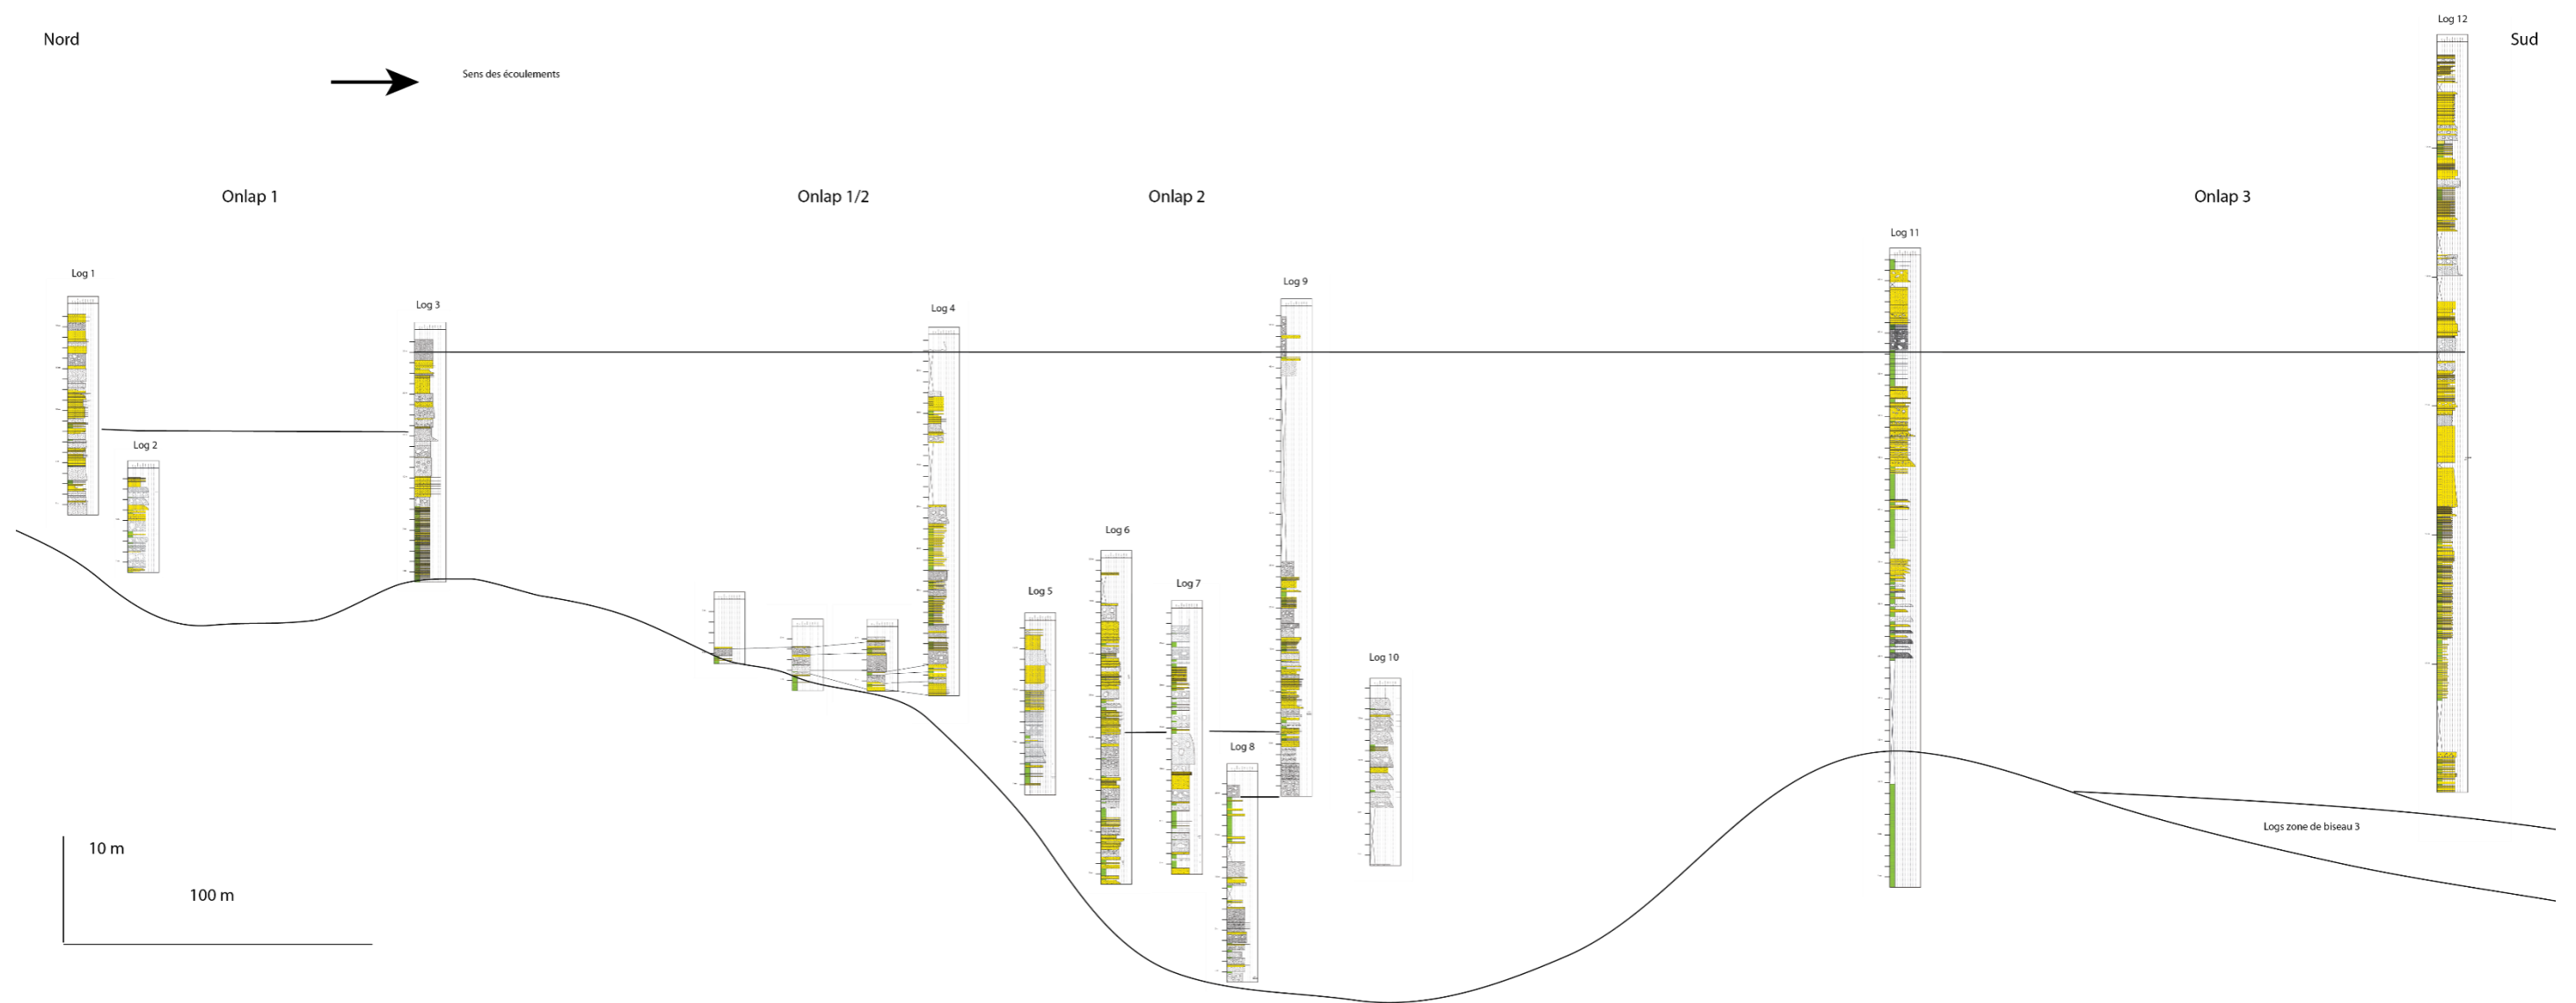 Log 12
Nord
Sud
Sens des écoulements
Onlap 1
Onlap 1/2
Onlap 2
Onlap 3
Log 11
Log 1
Log 9
Log 3
Log 4
Log 2
Log 6
Log 7
Log 5
Log 10
Log 8
Logs zone de biseau 3
10 m
100 m